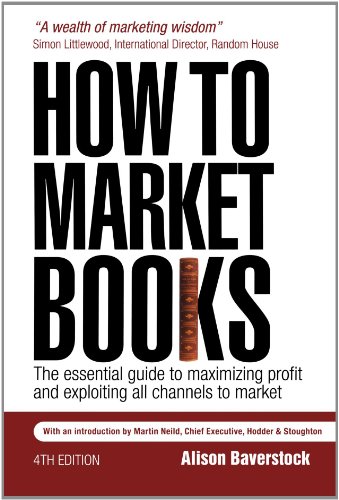 “A wealth of marketing wisdom”
Simon Littlewood, International Director, Random House
HOW TO
MARKET
BOOKS
The essential guide to maximizing profit
and exploiting all channels to market
With an introduction by Martin Neild, Chief Executive, Hodder & Stoughton
4TH EDITION
Alison Baverstock